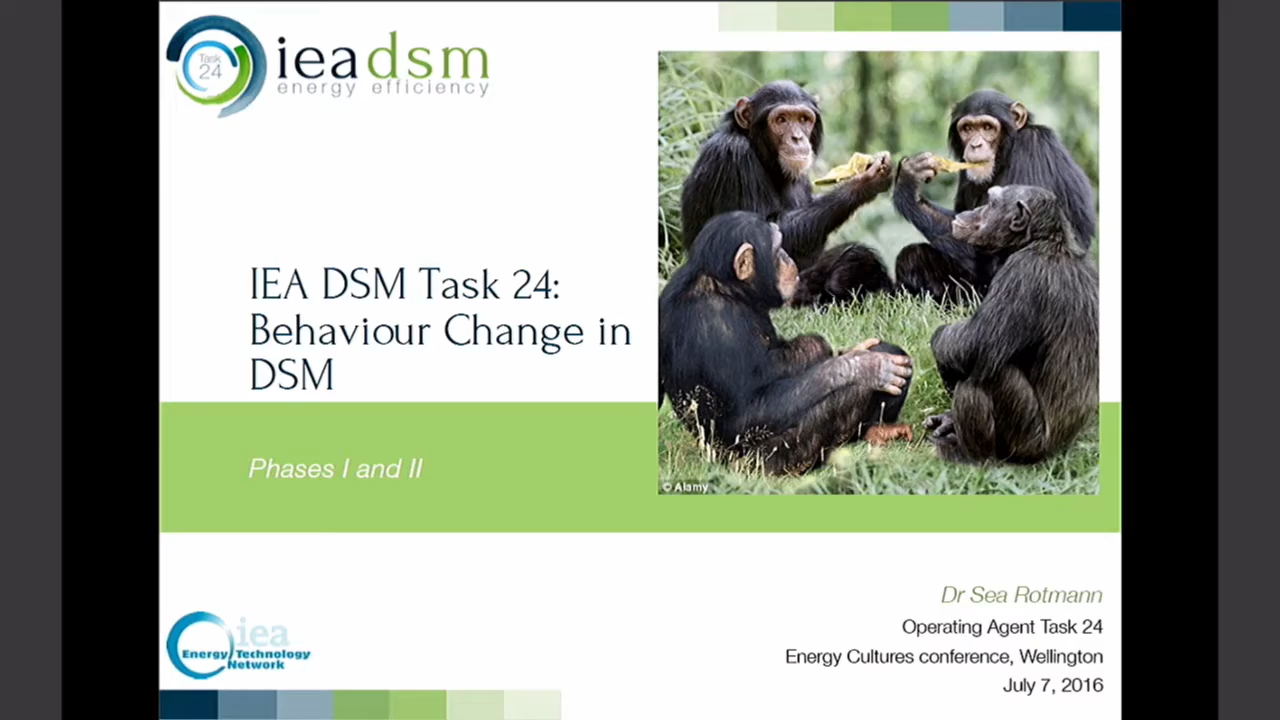 Task
24
ieadsm
energy efficiency
IEA DSM Task 24:
Behaviour Change in
DSM
Phases I and II
© Alamy
Dr Sea Rotmann
Operating Agent Task 24
Energy Cultures conference, Wellington
July 7, 2016
iea
Energy Technology
Network